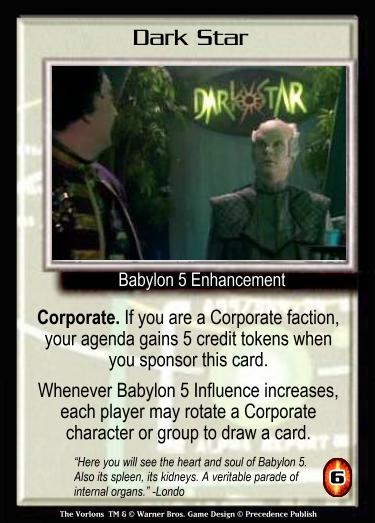 Dark Star
DARK STAR
Babylon 5 Enhancement
Corporate. If you are a Corporate faction,
your agenda gains 5 credit tokens when
you sponsor this card.
Whenever Babylon 5 Influence increases,
each player may rotate a Corporate
character or group to draw a card.
"Here you will see the heart and soul of Babylon 5.
Also its spleen, its kidneys. A veritable parade of
internal organs." -Londo
6
The Vorlons TM & © Warner Bros. Game Design © Precedence Publish